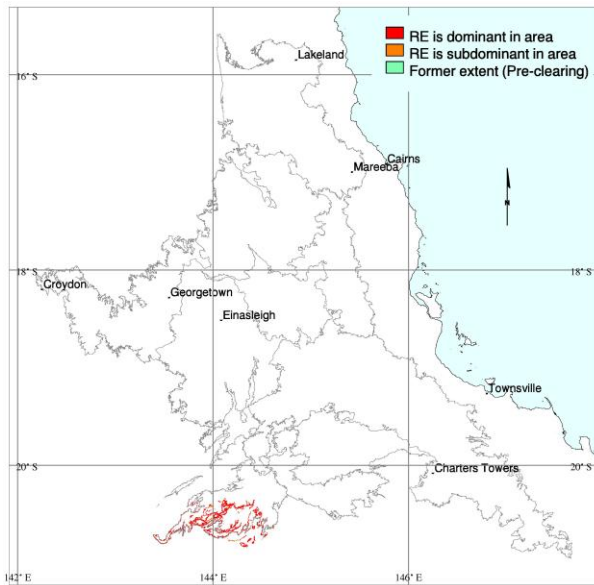 RE is dominant in area
RE is subdominant in area
Former extent (Pre-clearing)
Lakeland
16° S
Cairns
Mareeba
N
18° S
18° S
Croydon
Georgetown
Einasleigh
Townsville
20° S
20° S
Charters Towers
142° E
144° E
146° E